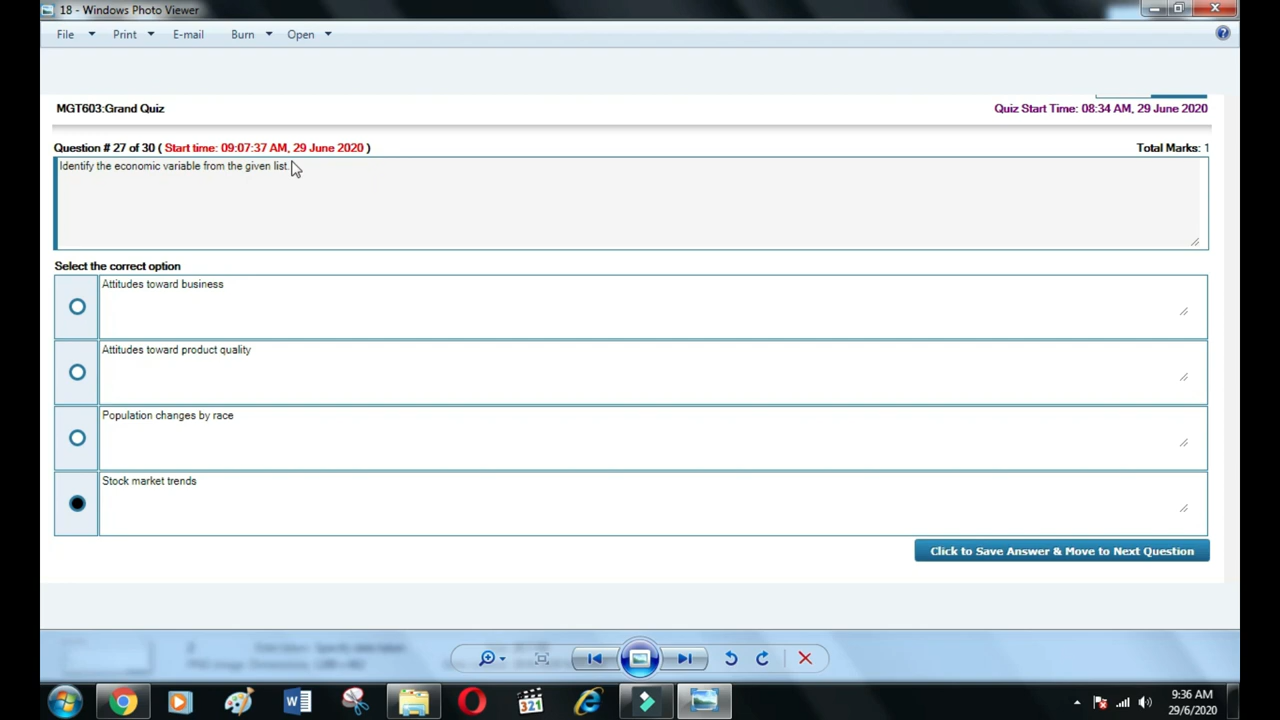 18 - Windows Photo Viewer
File Print E-mail Burn Open
MGT603:Grand Quiz
Quiz Start Time: 08:34 AM, 29 June 2020
Question # 27 of 30 ( Start time: 09:07:37 AM, 29 June 2020 )
Total Marks: 1
Identify the economic variable from the given list.
Select the correct option
Attitudes toward business
Attitudes toward product quality
Population changes by race
Stock market trends
Click to Save Answer & Move to Next Question
321
9:36 AM
29/6/2020